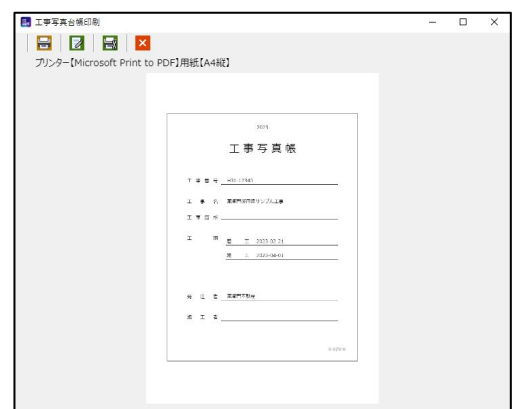 工事写真台帳印刷
プリンター【Microsoft Print to PDF】用紙【A4縦】
2023
工事写真帳
工事番号
工事名
工事箇所
工期
着工 2023-02-21
竣工 2023-04-01
発注者
施工者